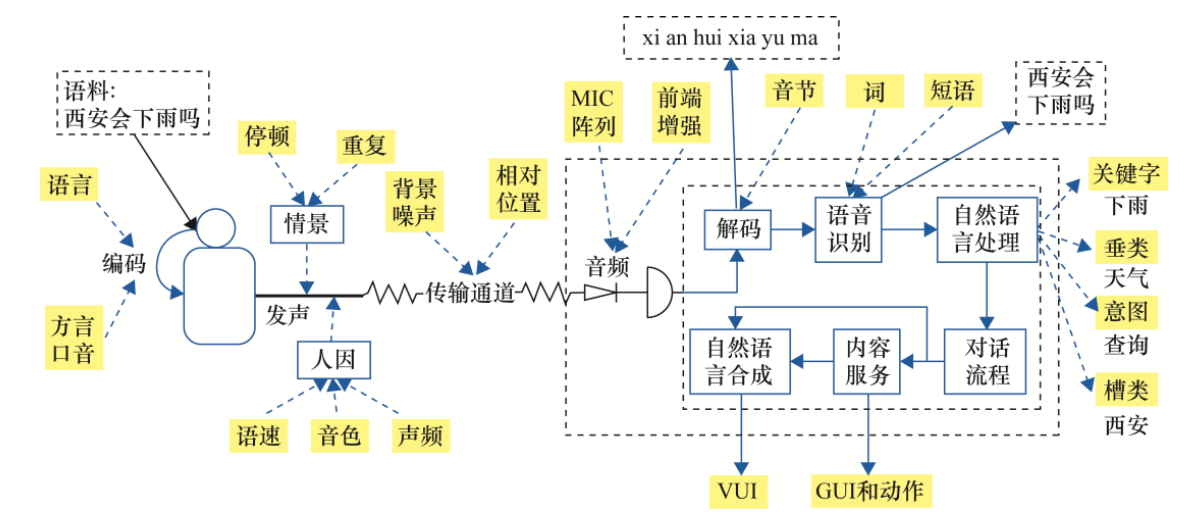 xi an hui xia yu ma
语料:
西安会下雨吗
停顿
重复
语言
编码
方言
口音
情景
发声
人因
语速
音色
声频
背景
噪声
相对
位置
传输通道
MIC
阵列
前端
增强
音频
音节
词
短语
西安会
下雨吗
解码
语音
识别
自然语
言处理
关键字
下雨
垂类
天气
意图
查询
槽类
西安
自然语
言合成
内容
服务
对话
流程
VUI
GUI和动作